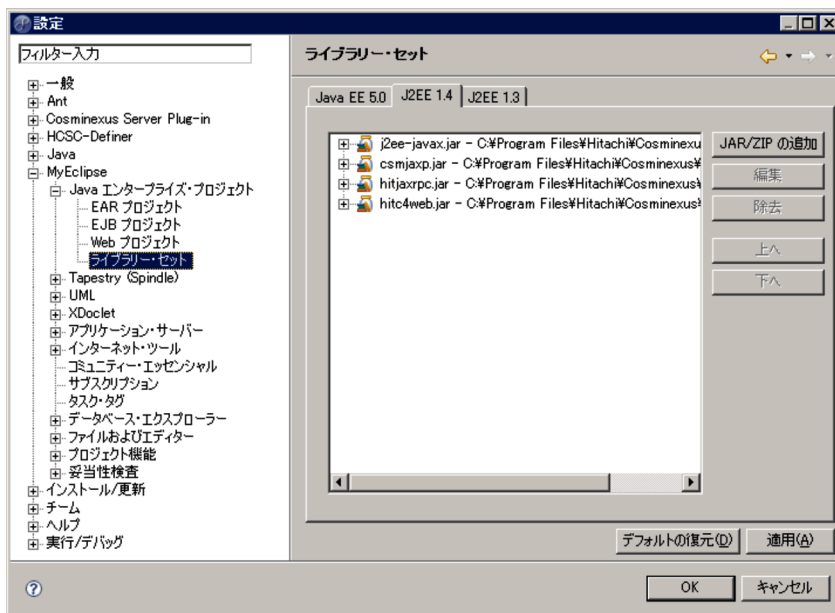 設定
フィルター入力
一般
Ant
Cosminexus Server Plug-in
HCSC-Definer
Java
MyEclipse
Java エンタープライズ・プロジェクト
EAR プロジェクト
EJB プロジェクト
Web プロジェクト
ライブラリー・セット
Tapestry (Spindle)
UML
XDoclet
アプリケーション・サーバー
インターネット・ツール
コミュニティー・エッセンシャル
サブスクリプション
タスク・タグ
データベース・エクスプローラー
ファイルおよびエディター
プロジェクト機能
妥当性検査
インストール/更新
チーム
ヘルプ
実行/デバッグ
ライブラリー・セット
Java EE 5.0 J2EE 1.4 J2EE 1.3
j2ee-javax.jar - C:¥Program Files¥Hitachi¥Cosminexu
csmjaxp.jar - C:¥Program Files¥Hitachi¥Cosminexus¥
hitjaxrpc.jar - C:¥Program Files¥Hitachi¥Cosminexus¥
hitc4web.jar - C:¥Program Files¥Hitachi¥Cosminexus¥
JAR/ZIP の追加
編集
除去
上へ
下へ
デフォルトの復元(D) 適用(A)
OK キャンセル